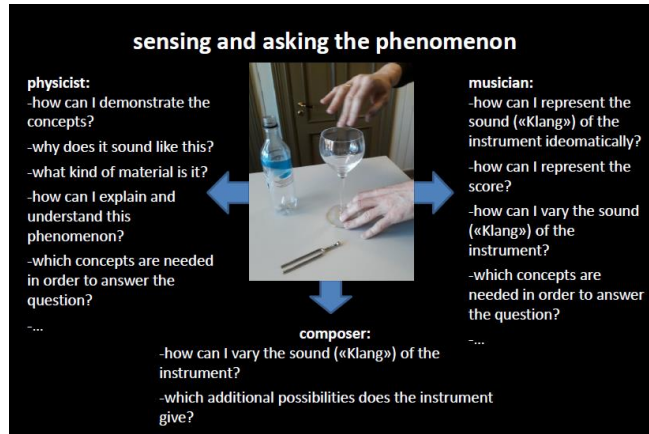 sensing and asking the phenomenon
physicist:
-how can I demonstrate the
concepts?
-why does it sound like this?
-what kind of material is it?
-how can I explain and
understand this
phenomenon?
-which concepts are needed
in order to answer the
question?
-...
musician:
-how can I represent the
sound («Klang») of the
instrument ideomatically?
-how can I represent the
score?
-how can I vary the sound
(«Klang») of the
instrument?
-which concepts are
needed in order to answer
the question?
-...
composer:
-how can I vary the sound («Klang») of the
instrument?
-which additional possibilities does the instrument
give?